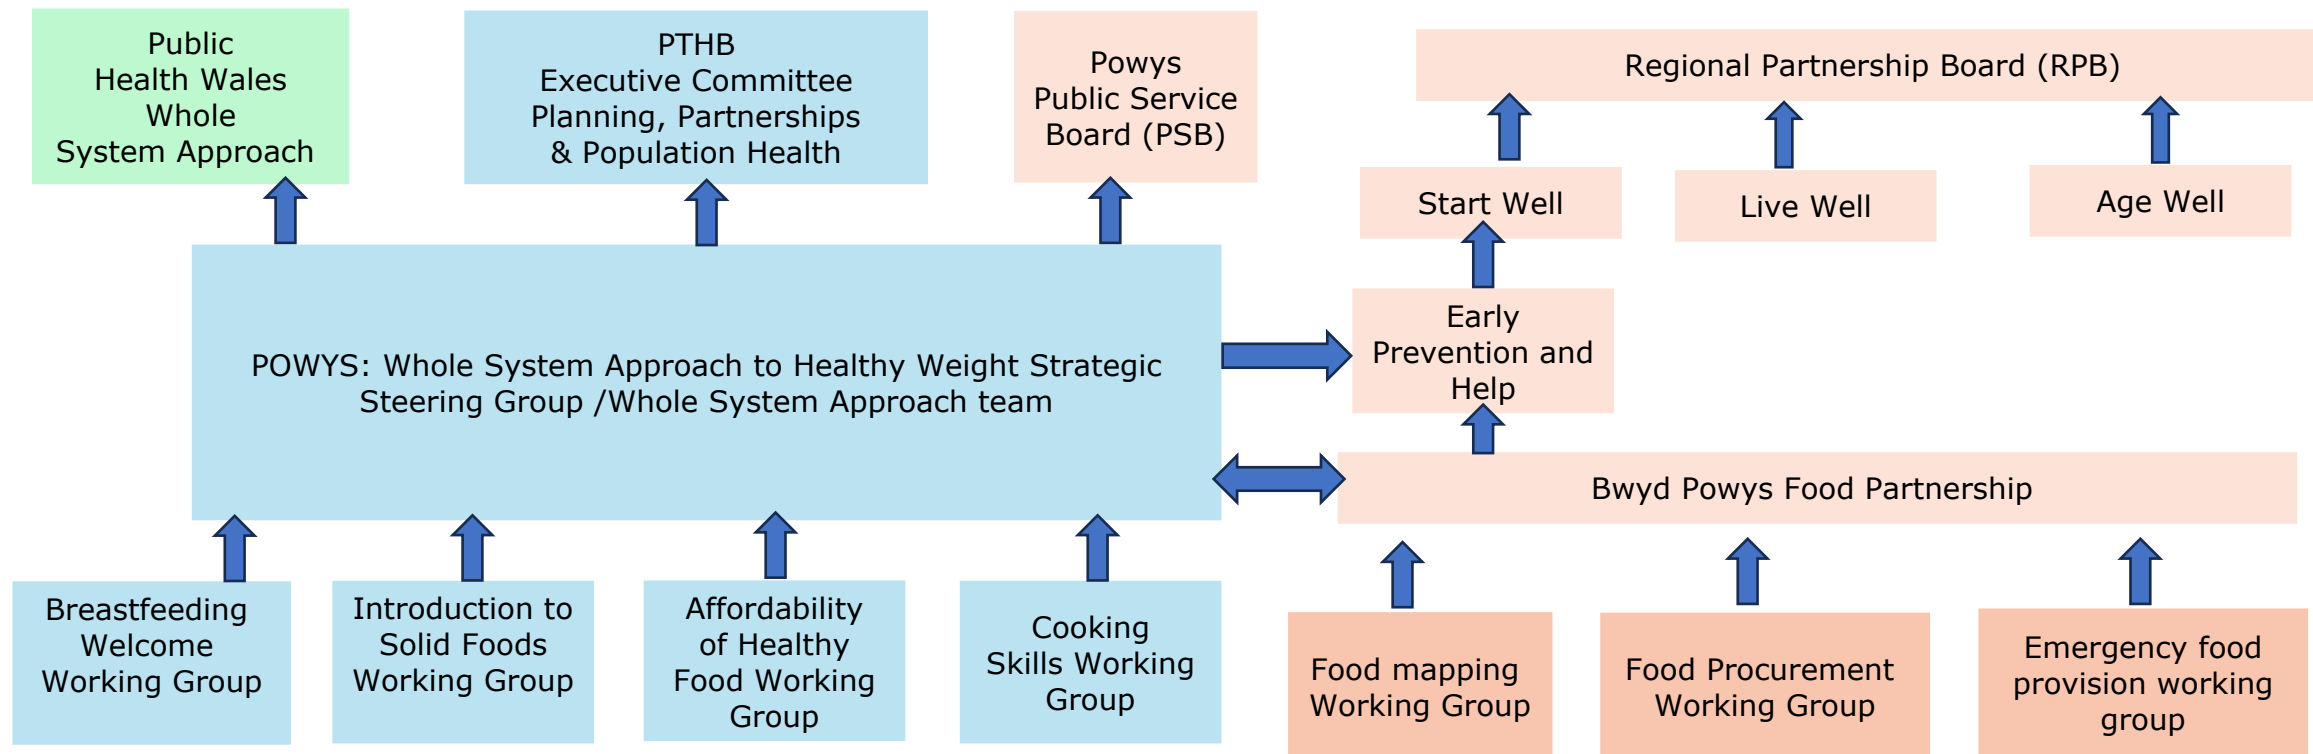 Public
Health Wales
Whole
System Approach
PTHB
Executive Committee
Planning, Partnerships
& Population Health
Powys
Public Service
Board (PSB)
Regional Partnership Board (RPB)
Start Well
Live Well
Age Well
POWYS: Whole System Approach to Healthy Weight Strategic
Steering Group /Whole System Approach team
Early
Prevention and
Help
Bwyd Powys Food Partnership
Breastfeeding
Welcome
Working Group
Introduction to
Solid Foods
Working Group
Affordability
of Healthy
Food Working
Group
Cooking
Skills Working
Group
Food mapping
Working Group
Food Procurement
Working Group
Emergency food
provision working
group